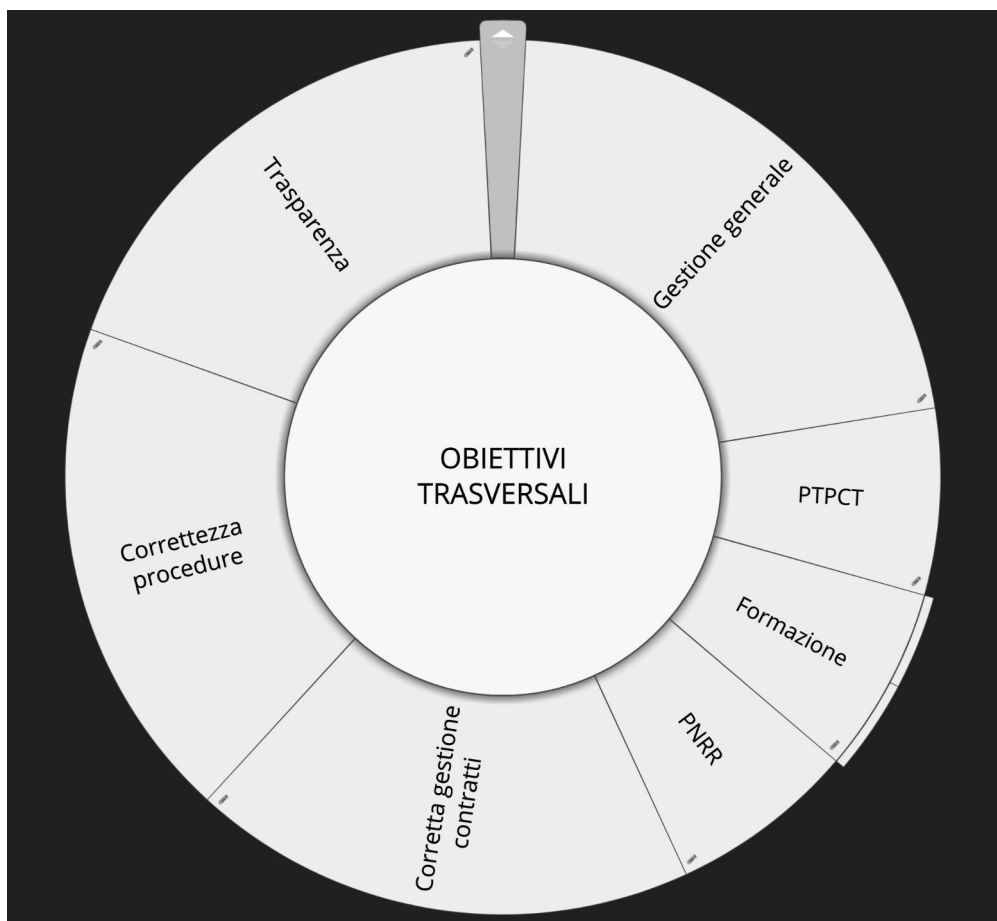 OBIETTIVI
TRASVERSALI
Gestione generale
PTPCT
Formazione
PNRR
Corretta gestione
contratti
Correttezza
procedure
Trasparenza